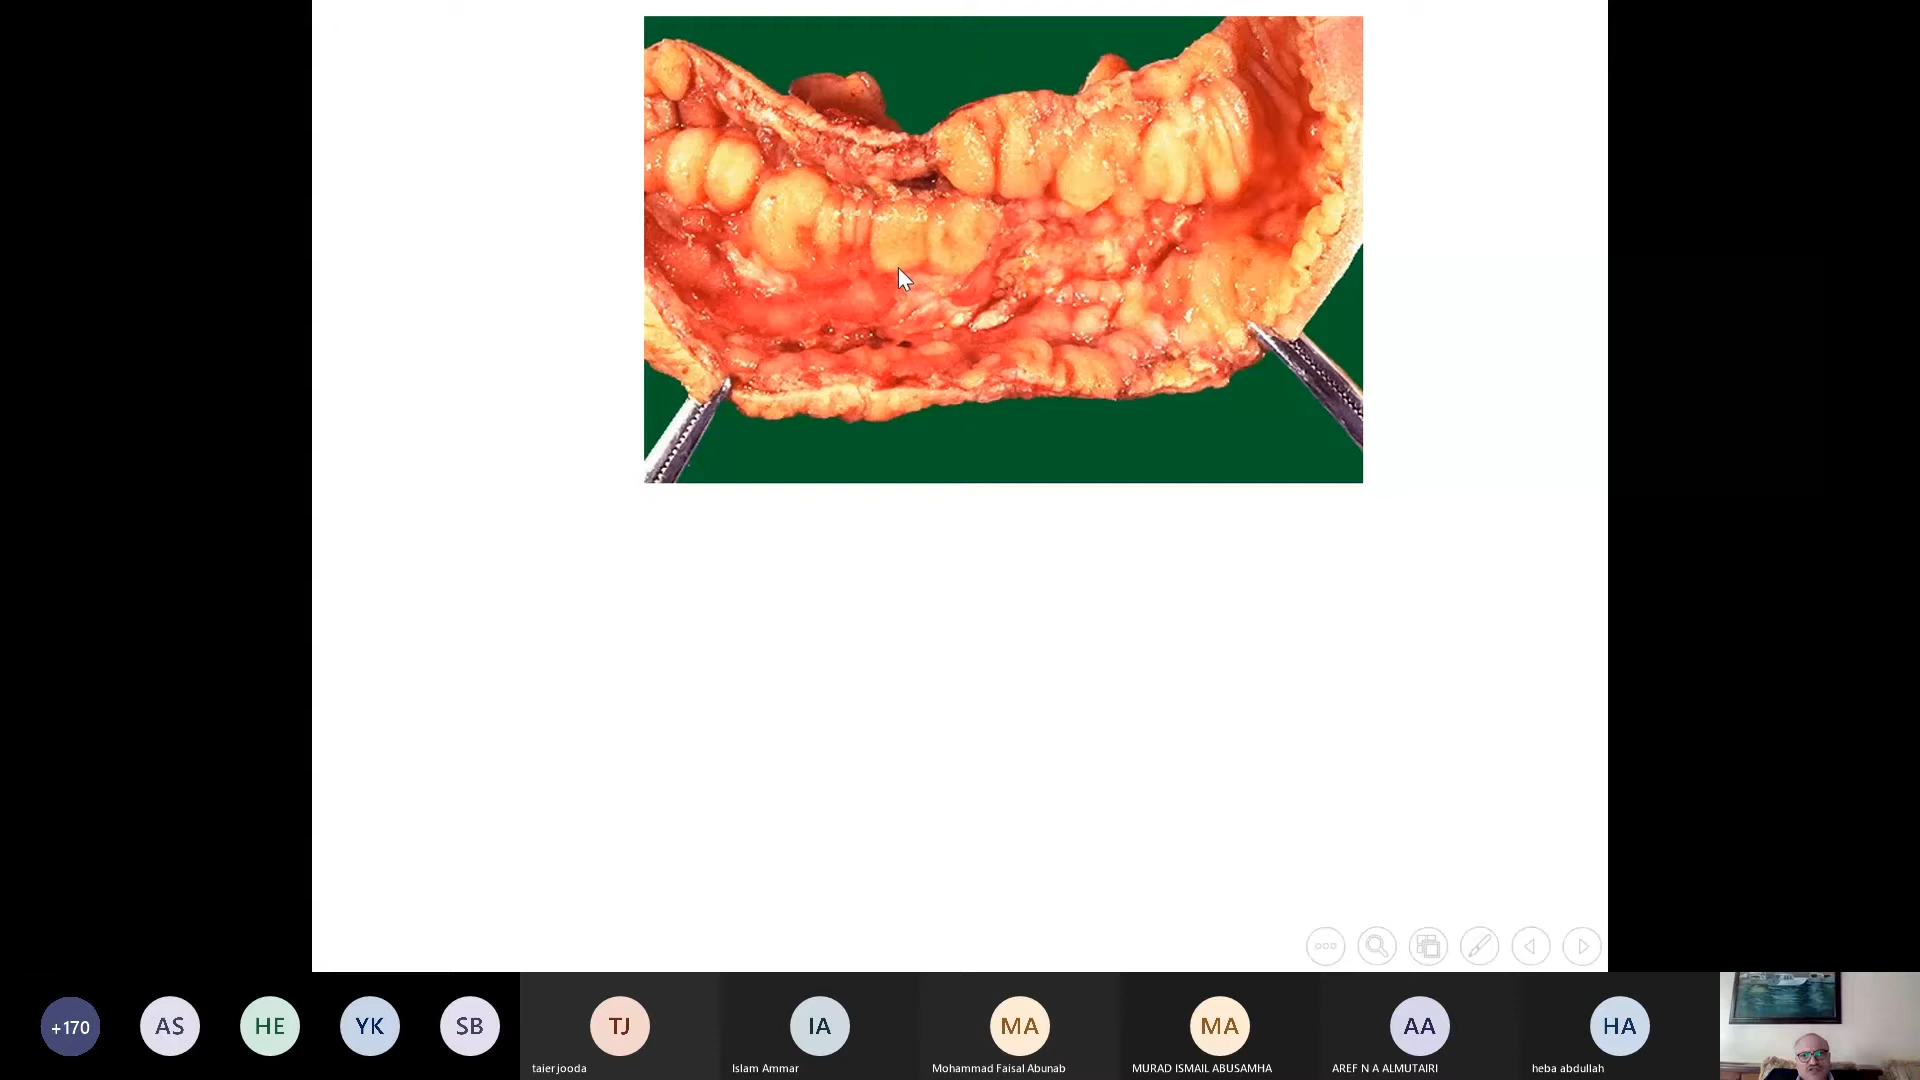 +170
AS
HE
YK
SB
TJ
IA
MA
MA
AA
HA
taier jooda
Islam Ammar
Mohammad Faisal Abunab
MURAD ISMAIL ABUSAMHA
AREF N A ALMUTAIRI
heba abdullah